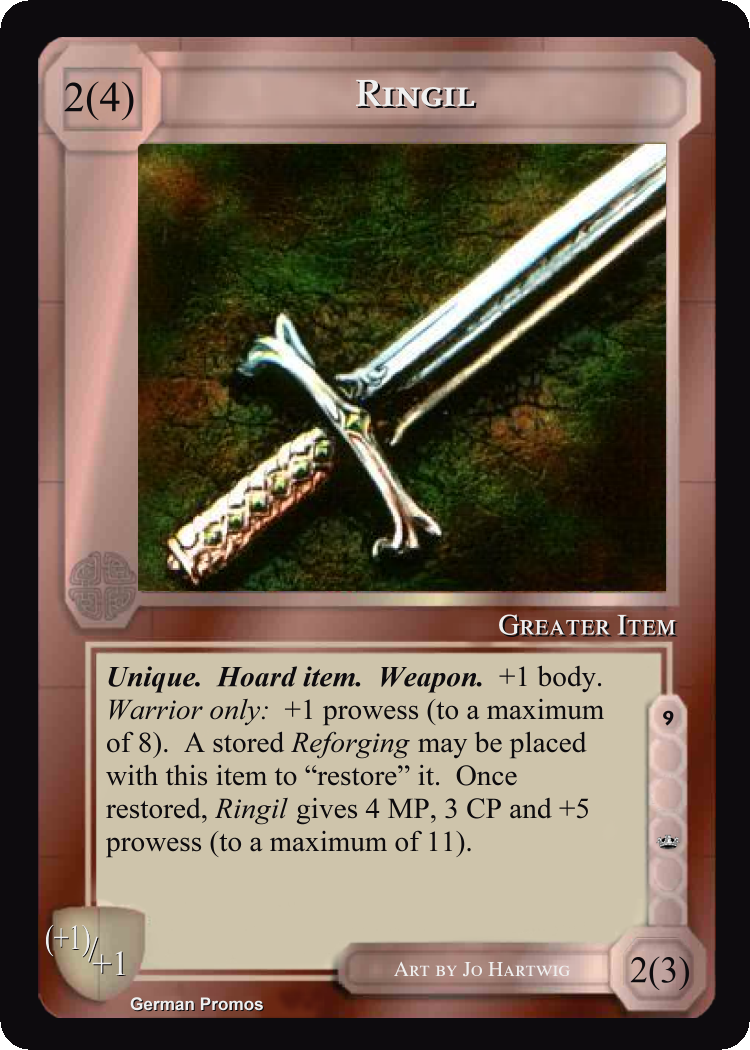 2(4)
Ringil
Greater Item
Unique. Hoard item. Weapon. +1 body.
Warrior only: +1 prowess (to a maximum
of 8). A stored Reforging may be placed
with this item to “restore” it. Once
restored, Ringil gives 4 MP, 3 CP and +5
prowess (to a maximum of 11).
9
(+1)/+1
Art by Jo Hartwig
2(3)
German Promos